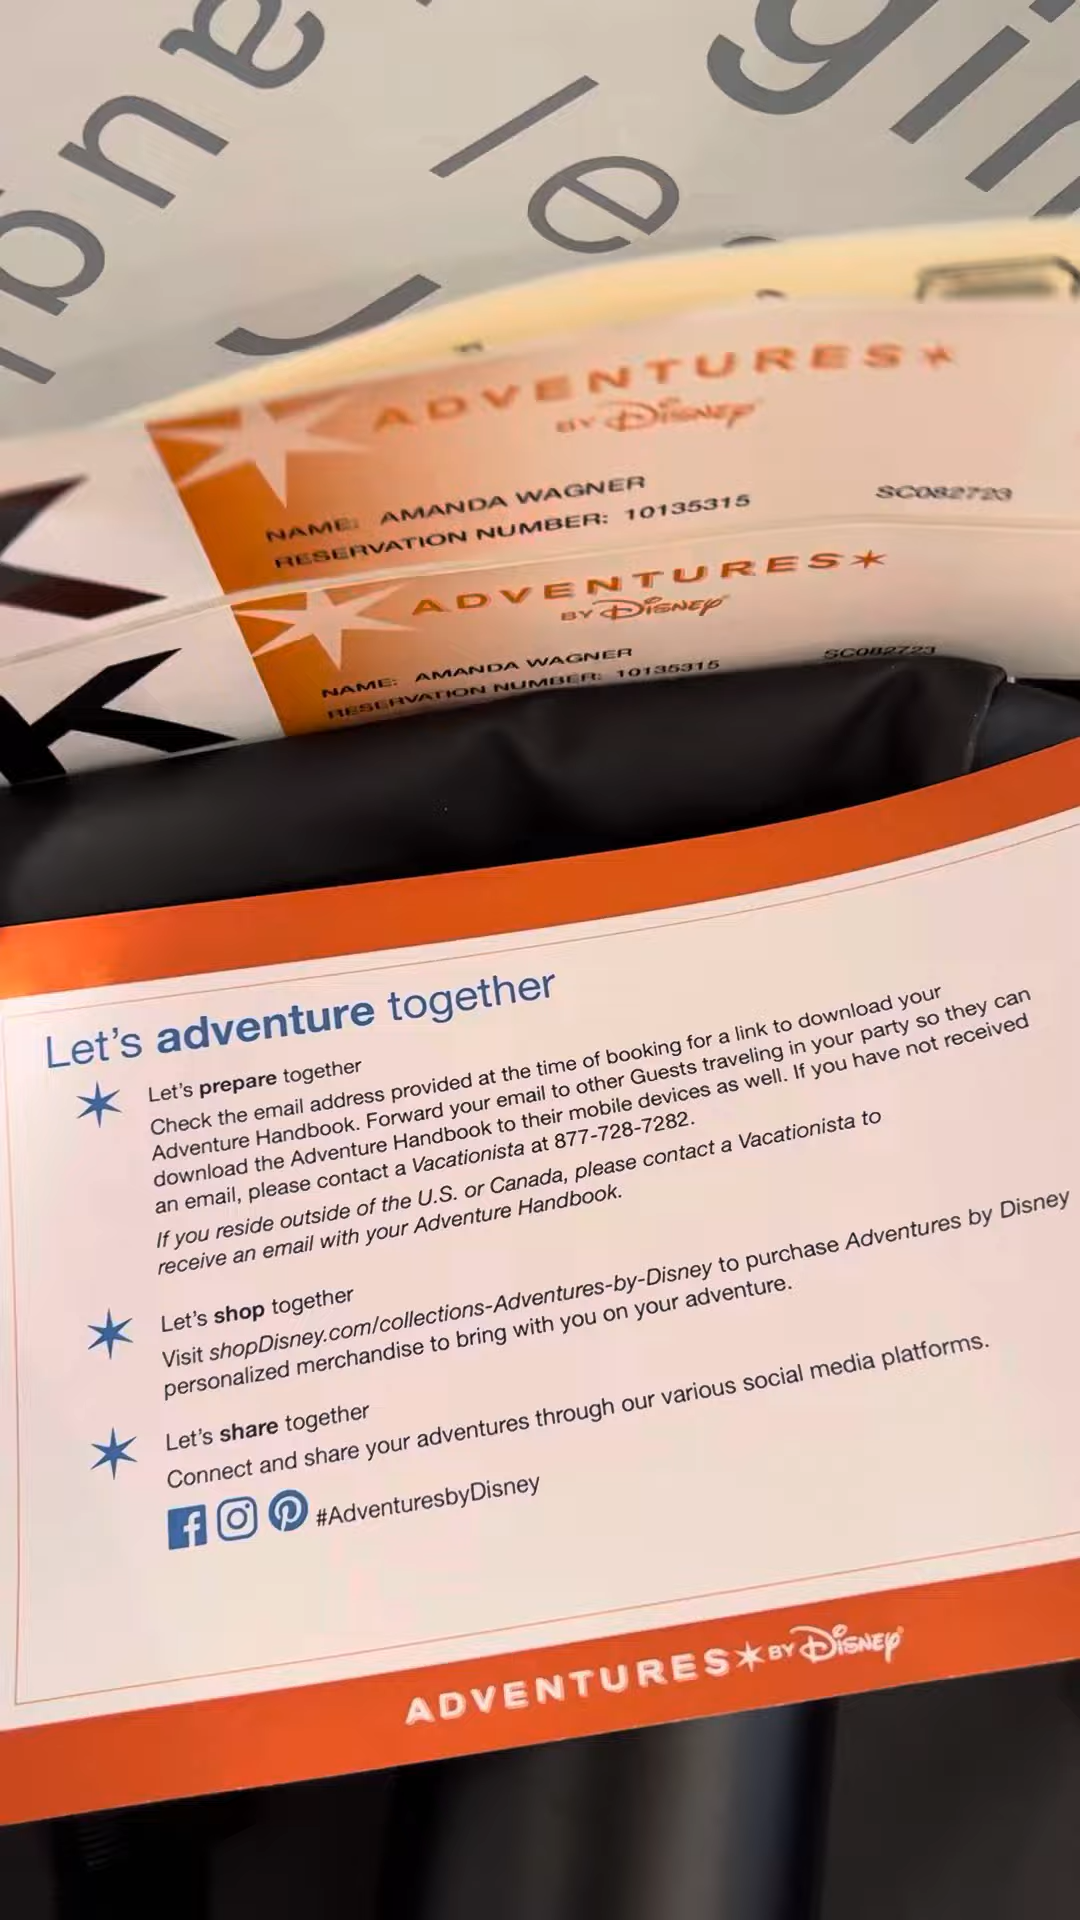 ADVENTURES
BY Disney
NAME: AMANDA WAGNER
RESERVATION NUMBER: 10135315
SC082723
ADVENTURES
BY Disney
NAME: AMANDA WAGNER
RESERVATION NUMBER: 10135315
SC082723
K
K
Let's adventure together
Let's prepare together
Check the email address provided at the time of booking for a link to download your
Adventure Handbook. Forward your email to other Guests traveling in your party so they can
download the Adventure Handbook to their mobile devices as well. If you have not received
an email, please contact a Vacationista at 877-728-7282.
If you reside outside of the U.S. or Canada, please contact a Vacationista to
receive an email with your Adventure Handbook.
Let's shop together
Visit shopDisney.com/collections-Adventures-by-Disney to purchase Adventures by Disney
personalized merchandise to bring with you on your adventure.
Let's share together
Connect and share your adventures through our various social media platforms.
#AdventuresbyDisney
ADVENTURES BY Disney